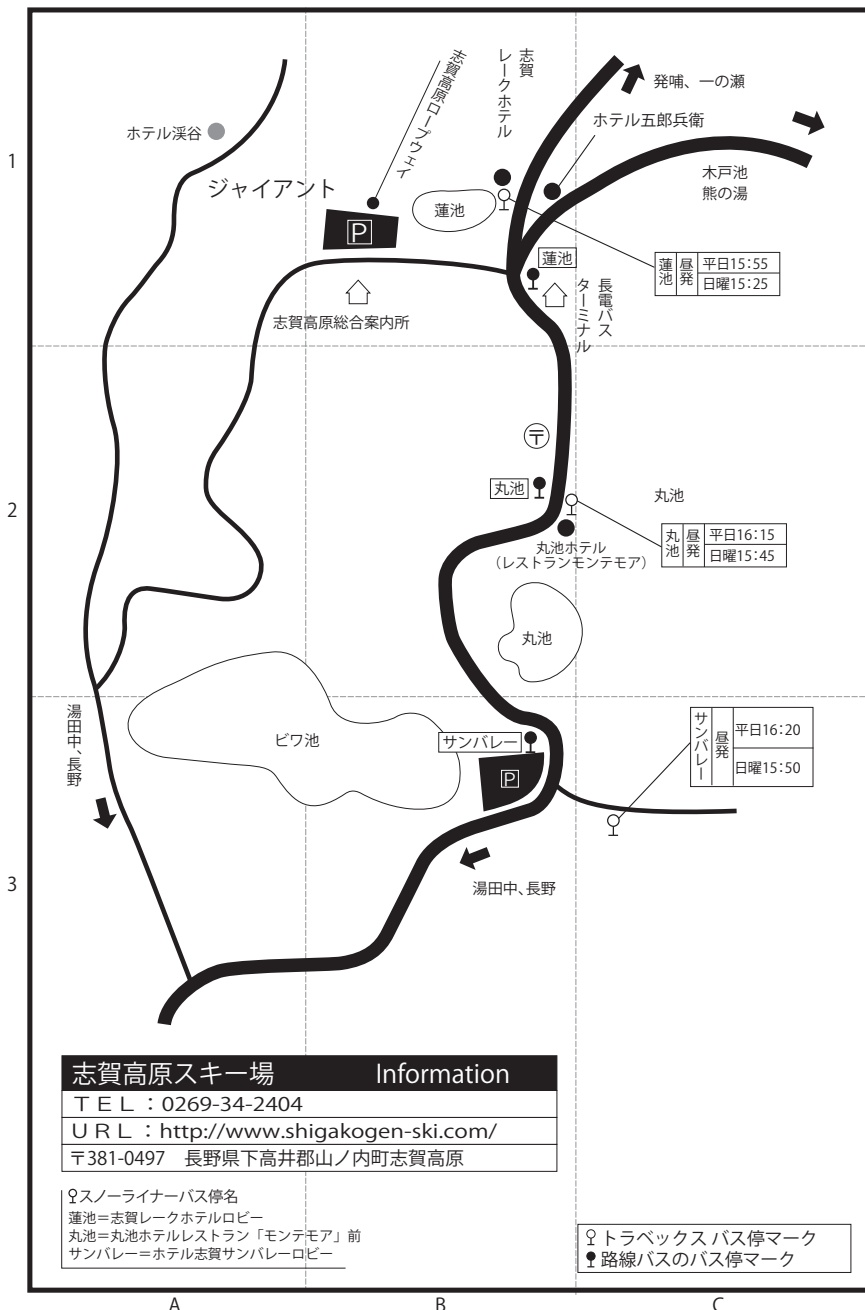 1
2
3
志賀高原ロープウェイ
志賀
レークホテル
発哺、一の瀬
ホテル五郎兵衛
ホテル渓谷
ジャイアント
P
蓮池
木戸池
熊の湯
蓮池
蓮池 昼発 平日15:55
日曜15:25
長電バス
ターミナル
志賀高原総合案内所
〒
丸池
丸池
丸池 昼発 平日16:15
日曜15:45
丸池ホテル
(レストランモンテモア)
丸池
湯田中、長野
ビワ池
サンバレー
P
サンバレー 昼発 平日16:20
日曜15:50
湯田中、長野
志賀高原スキー場 Information
TEL:0269-34-2404
URL:http://www.shigakogen-ski.com/
〒381-0497 長野県下高井郡山ノ内町志賀高原
スノーライナーバス停名
蓮池=志賀レークホテルロビー
丸池=丸池ホテルレストラン「モンテモア」前
サンバレー=ホテル志賀サンバレーロビー
トラベックス バス停マーク
路線バスのバス停マーク
A
B
C